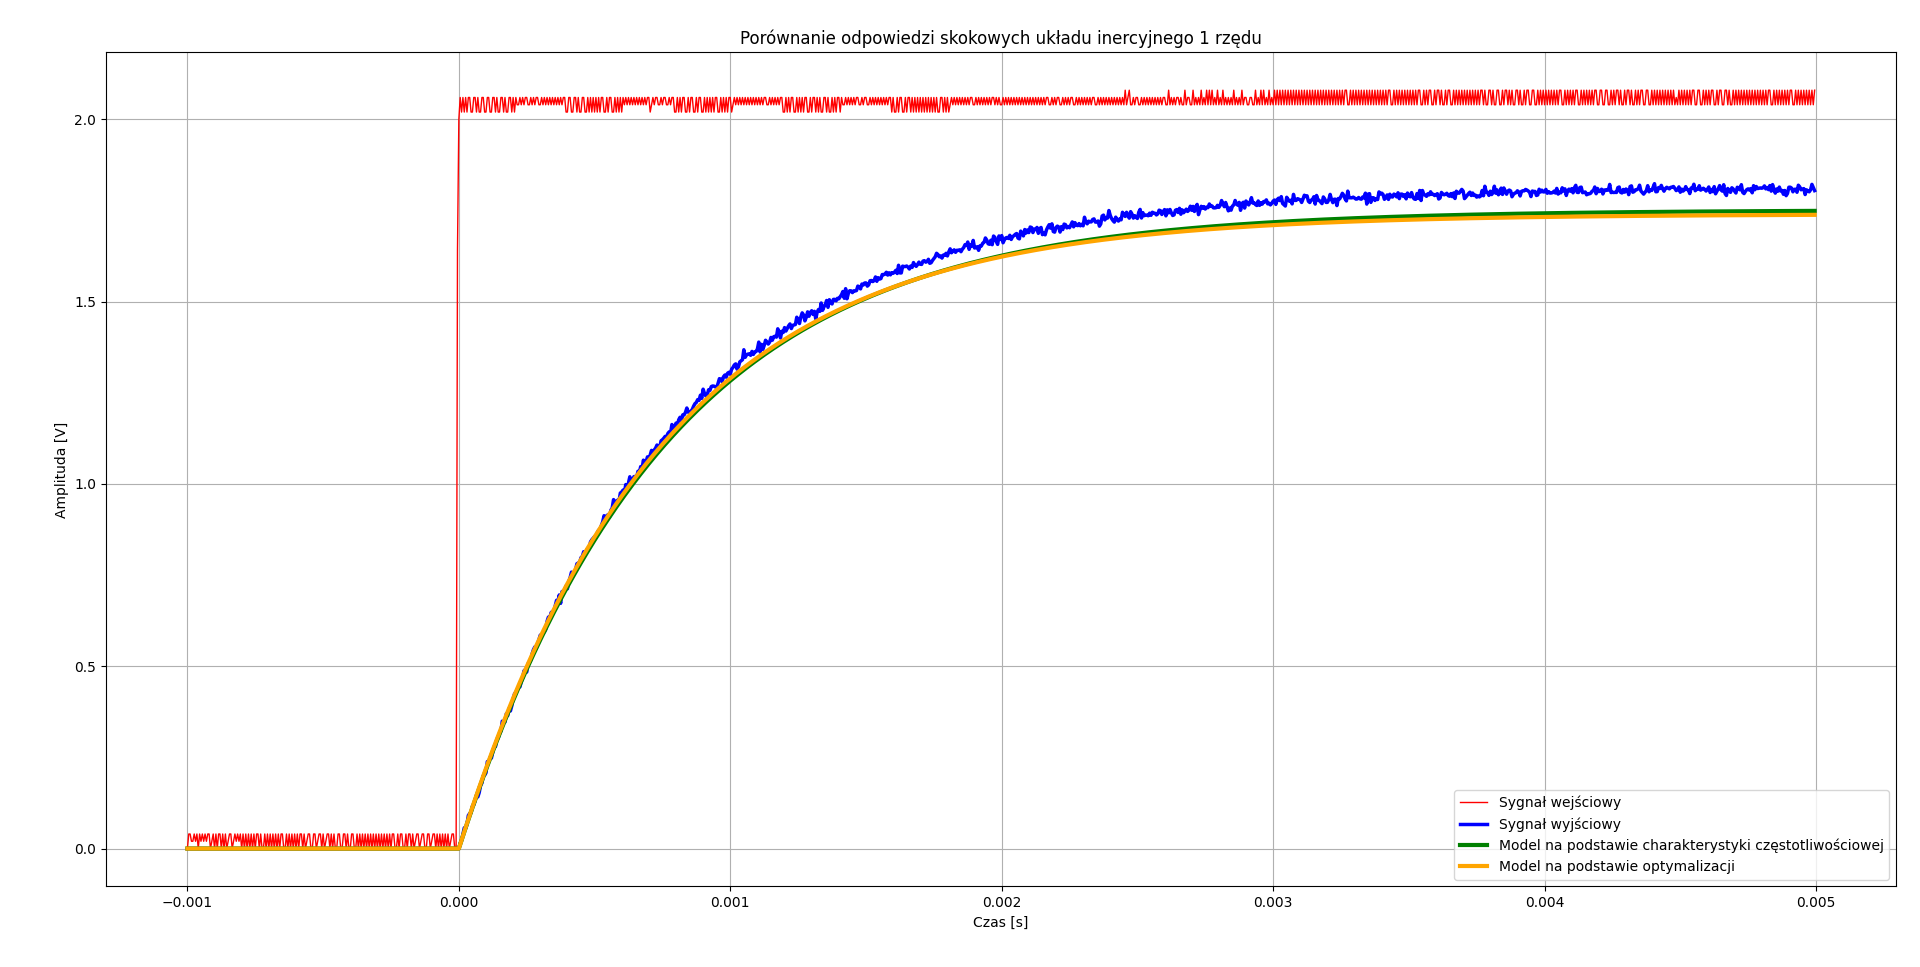 Porównanie odpowiedzi skokowych układu inercyjnego 1 rzędu
Amplituda [V]
2.0
1.5
1.0
0.5
0.0
−0.001
0.000
0.001
0.002
0.003
0.004
0.005
Czas [s]
Sygnał wejściowy
Sygnał wyjściowy
Model na podstawie charakterystyki częstotliwościowej
Model na podstawie optymalizacji